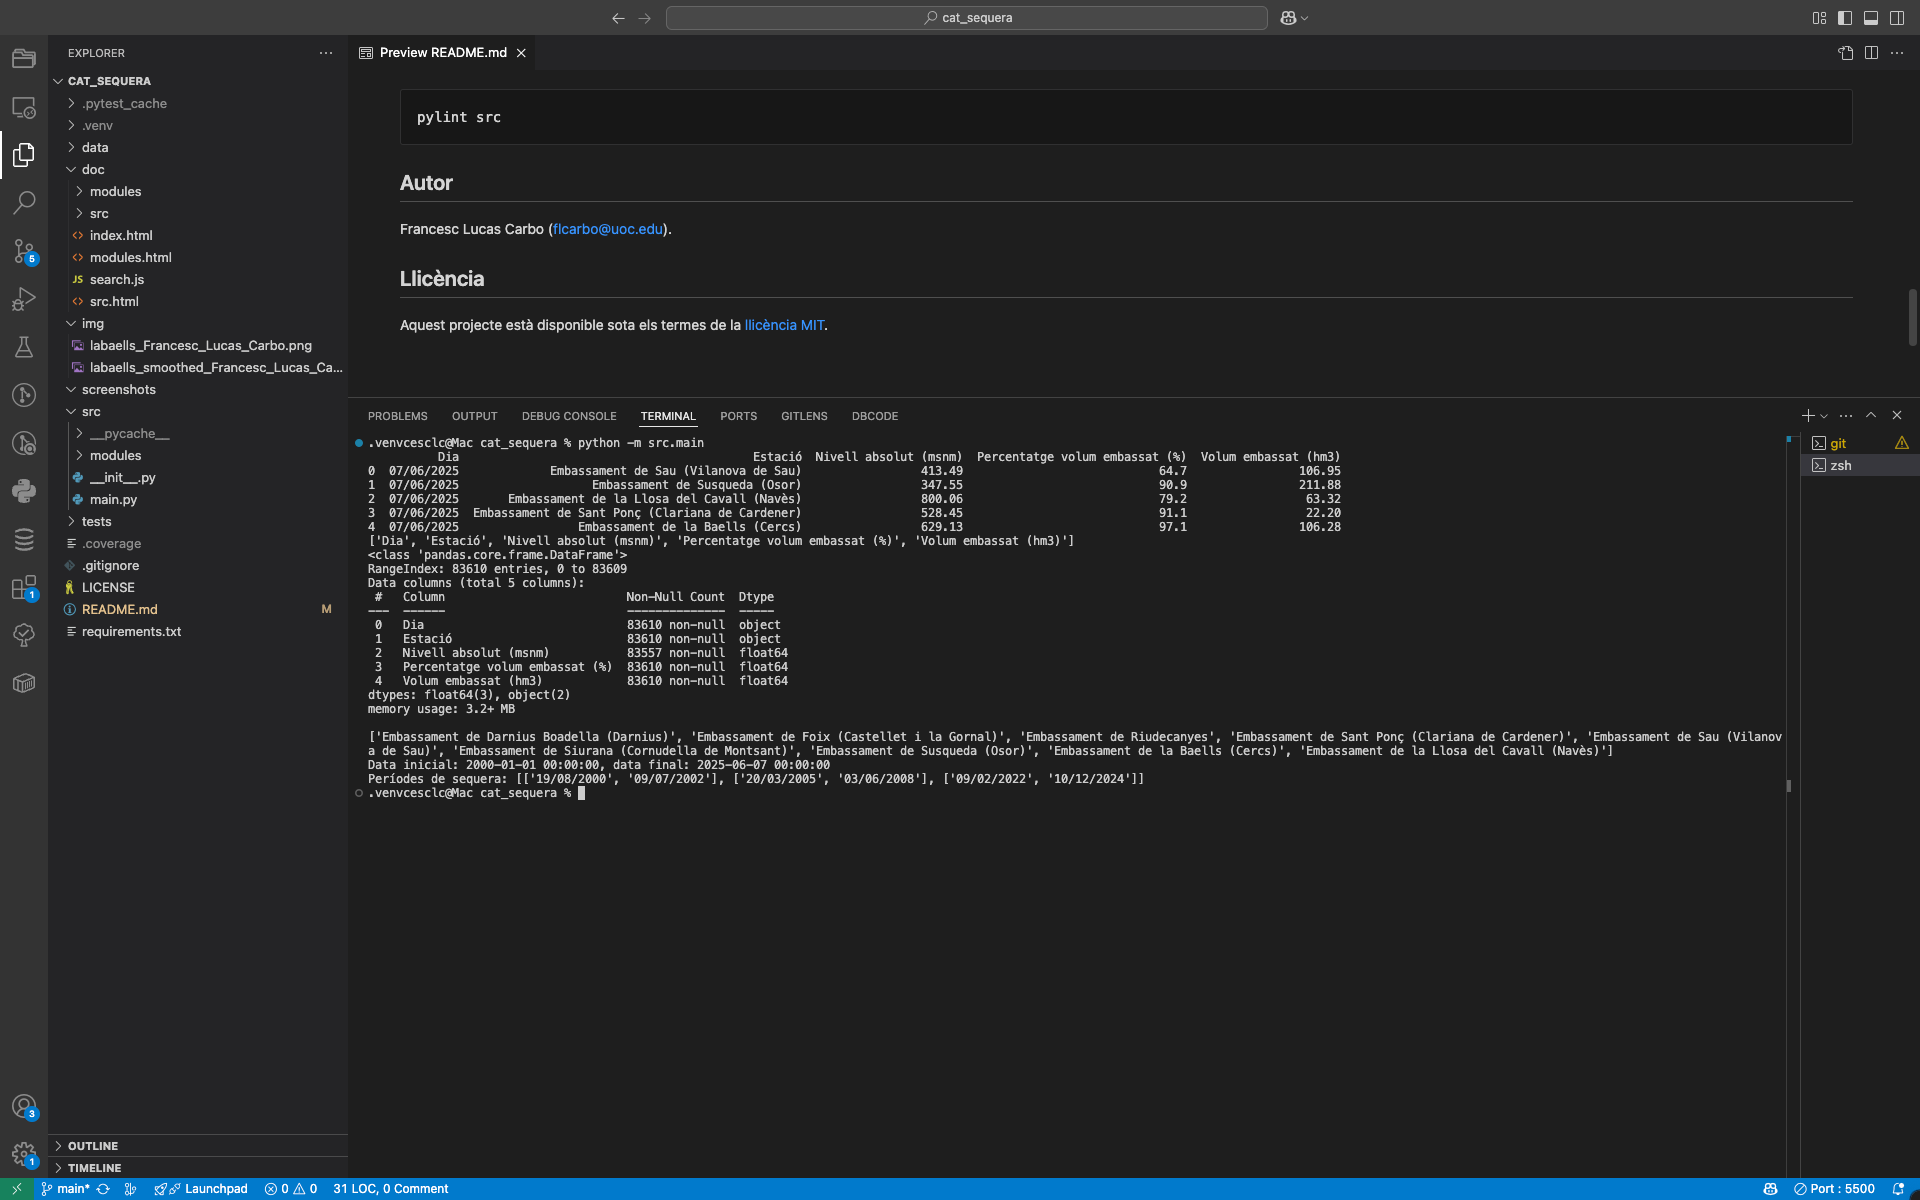 cat_sequera
EXPLORER
Preview README.md
CAT_SEQUERA
.pytest_cache
.venv
data
doc
modules
src
index.html
modules.html
JS search.js
src.html
img
labaells_Francesc_Lucas_Carbo.png
labaells_smoothed_Francesc_Lucas_Ca...
screenshots
src
__pycache__
modules
__init__.py
main.py
tests
.coverage
.gitignore
LICENSE
README.md M
requirements.txt
OUTLINE
TIMELINE
5
1
3
1
pylint src
Autor
Francesc Lucas Carbo (flcarbo@uoc.edu).
Llicència
Aquest projecte està disponible sota els termes de la llicència MIT.
PROBLEMS OUTPUT DEBUG CONSOLE TERMINAL PORTS GITLENS DBCODE
git
zsh
.venvcesclc@Mac cat_sequera % python -m src.main
Dia Estació Nivell absolut (msnm) Percentatge volum embassat (%) Volum embassat (hm3)
0 07/06/2025 Embassament de Sau (Vilanova de Sau) 413.49 64.7 106.95
1 07/06/2025 Embassament de Susqueda (Osor) 347.55 90.9 211.88
2 07/06/2025 Embassament de la Llosa del Cavall (Navès) 800.06 79.2 63.32
3 07/06/2025 Embassament de Sant Ponç (Clariana de Cardener) 528.45 91.1 22.20
4 07/06/2025 Embassament de la Baells (Cercs) 629.13 97.1 106.28
['Dia', 'Estació', 'Nivell absolut (msnm)', 'Percentatge volum embassat (%)', 'Volum embassat (hm3)']
<class 'pandas.core.frame.DataFrame'>
RangeIndex: 83610 entries, 0 to 83609
Data columns (total 5 columns):
# Column Non-Null Count Dtype
--- ------ -------------- -----
0 Dia 83610 non-null object
1 Estació 83610 non-null object
2 Nivell absolut (msnm) 83557 non-null float64
3 Percentatge volum embassat (%) 83610 non-null float64
4 Volum embassat (hm3) 83610 non-null float64
dtypes: float64(3), object(2)
memory usage: 3.2+ MB
['Embassament de Darnius Boadella (Darnius)', 'Embassament de Foix (Castellet i la Gornal)', 'Embassament de Riudecanyes', 'Embassament de Sant Ponç (Clariana de Cardener)', 'Embassament de Sau (Vilanov
a de Sau)', 'Embassament de Siurana (Cornudella de Montsant)', 'Embassament de Susqueda (Osor)', 'Embassament de la Baells (Cercs)', 'Embassament de la Llosa del Cavall (Navès)']
Data inicial: 2000-01-01 00:00:00, data final: 2025-06-07 00:00:00
Períodes de sequera: [['19/08/2000', '09/07/2002'], ['20/03/2005', '03/06/2008'], ['09/02/2022', '10/12/2024']]
.venvcesclc@Mac cat_sequera %
main* Launchpad 0 0 31 LOC, 0 Comment Port : 5500